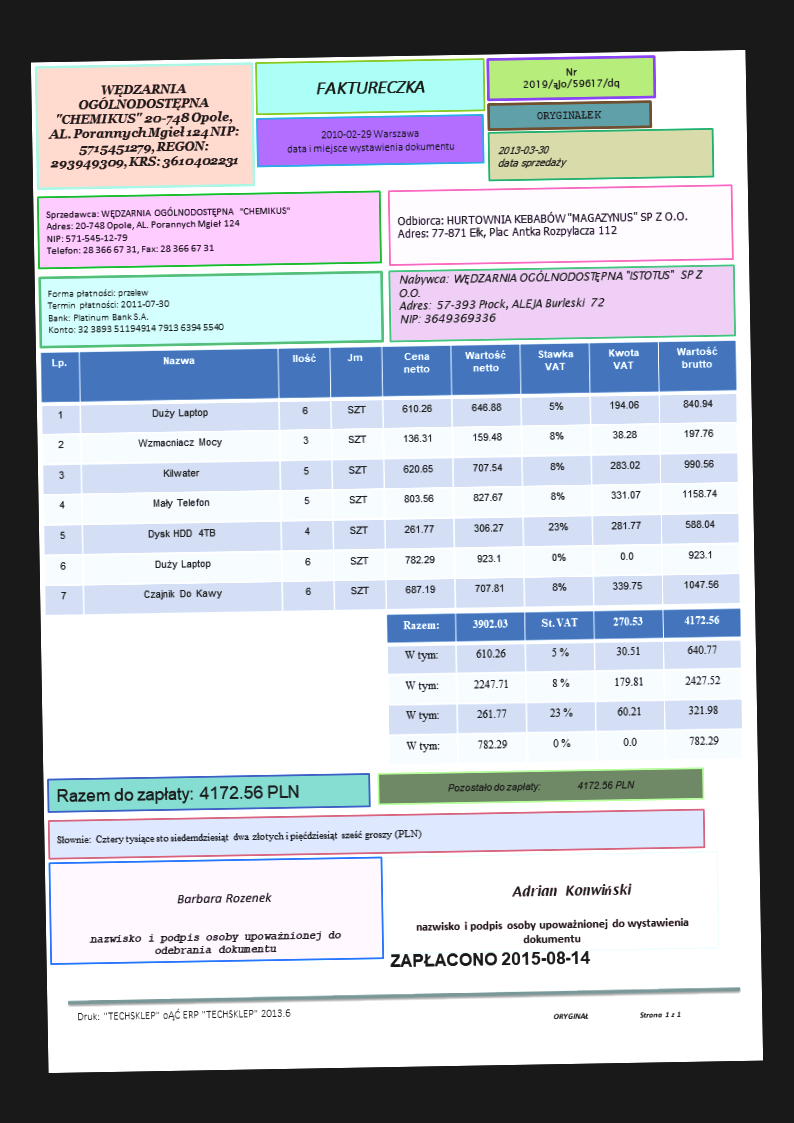 WĘDZARNIA
OGÓLNODOSTĘPNA
"CHEMIKUS" 20-748 Opole,
AL. Porannych Mgieł 124 NIP:
5715451279, REGON:
293949309, KRS: 3610402231
FAKTURECZKA
2010-02-29 Warszawa
data i miejsce wystawienia dokumentu
Nr
2019/ąJo/59617/dq
ORYGINAŁEK
2013-03-30
data sprzedaży
Sprzedawca: WĘDZARNIA OGÓLNODOSTĘPNA "CHEMIKUS"
Adres: 20-748 Opole, AL. Porannych Mgieł 124
NIP: 571-545-12-79
Telefon: 28 366 67 31, Fax: 28 366 67 31
Odbiorca: HURTOWNIA KEBABÓW "MAGAZYNUS" SP Z O.O.
Adres: 77-871 Ełk, Plac Antka Rozpylacza 112
Forma płatności: przelew
Termin płatności: 2011-07-30
Bank: Platinum Bank S.A.
Konto: 32 3893 51194914 7913 6394 5540
Nabywca: WĘDZARNIA OGÓLNODOSTĘPNA "ISTOTUS" SP Z
O.O.
Adres: 57-393 Płock, ALEJA Burleski 72
NIP: 3649369336
Lp. Nazwa Ilość Jm Cena netto Wartość netto Stawka VAT Kwota VAT Wartość brutto
1 Duży Laptop 6 SZT 610.26 646.88 5% 194.06 840.94
2 Wzmacniacz Mocy 3 SZT 136.31 159.48 8% 38.28 197.76
3 Kilwater 5 SZT 620.65 707.54 8% 283.02 990.56
4 Mały Telefon 5 SZT 803.56 827.67 8% 331.07 1158.74
5 Dysk HDD 4TB 4 SZT 261.77 306.27 23% 281.77 588.04
6 Duży Laptop 6 SZT 782.29 923.1 0% 0.0 923.1
7 Czajnik Do Kawy 6 SZT 687.19 707.81 8% 339.75 1047.56
Razem: 3902.03 St.VAT 270.53 4172.56
W tym: 610.26 5 % 30.51 640.77
W tym: 2247.71 8 % 179.81 2427.52
W tym: 261.77 23 % 60.21 321.98
W tym: 782.29 0 % 0.0 782.29
Razem do zapłaty: 4172.56 PLN
Pozostało do zapłaty: 4172.56 PLN
Słownie: Cztery tysiące sto siedemdziesiąt dwa złotych i pięćdziesiąt sześć groszy (PLN)
Barbara Rozenek
nazwisko i podpis osoby upoważnionej do
odebrania dokumentu
Adrian Konwiński
nazwisko i podpis osoby upoważnionej do wystawienia
dokumentu
ZAPŁACONO 2015-08-14
Druk: "TECHSKLEP" oĄĆ ERP "TECHSKLEP" 2013.6
ORYGINAŁ Strona 1 z 1